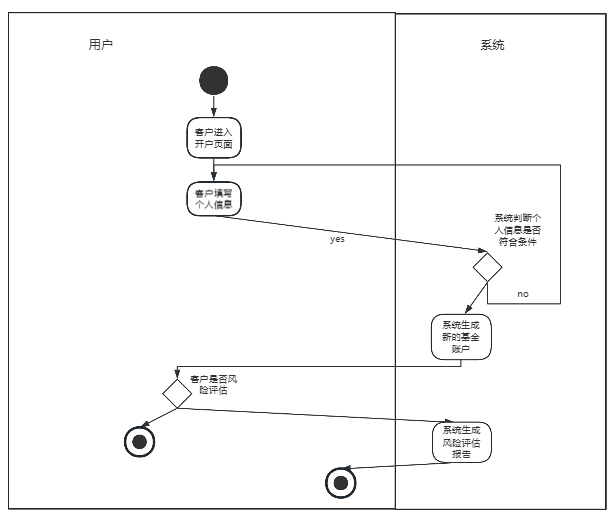 用户
系统
客户进入
开户页面
客户填写
个人信息
系统判断个
人信息是否
符合条件
yes
no
系统生成
新的基金
账户
客户是否风
险评估
系统生成
风险评估
报告